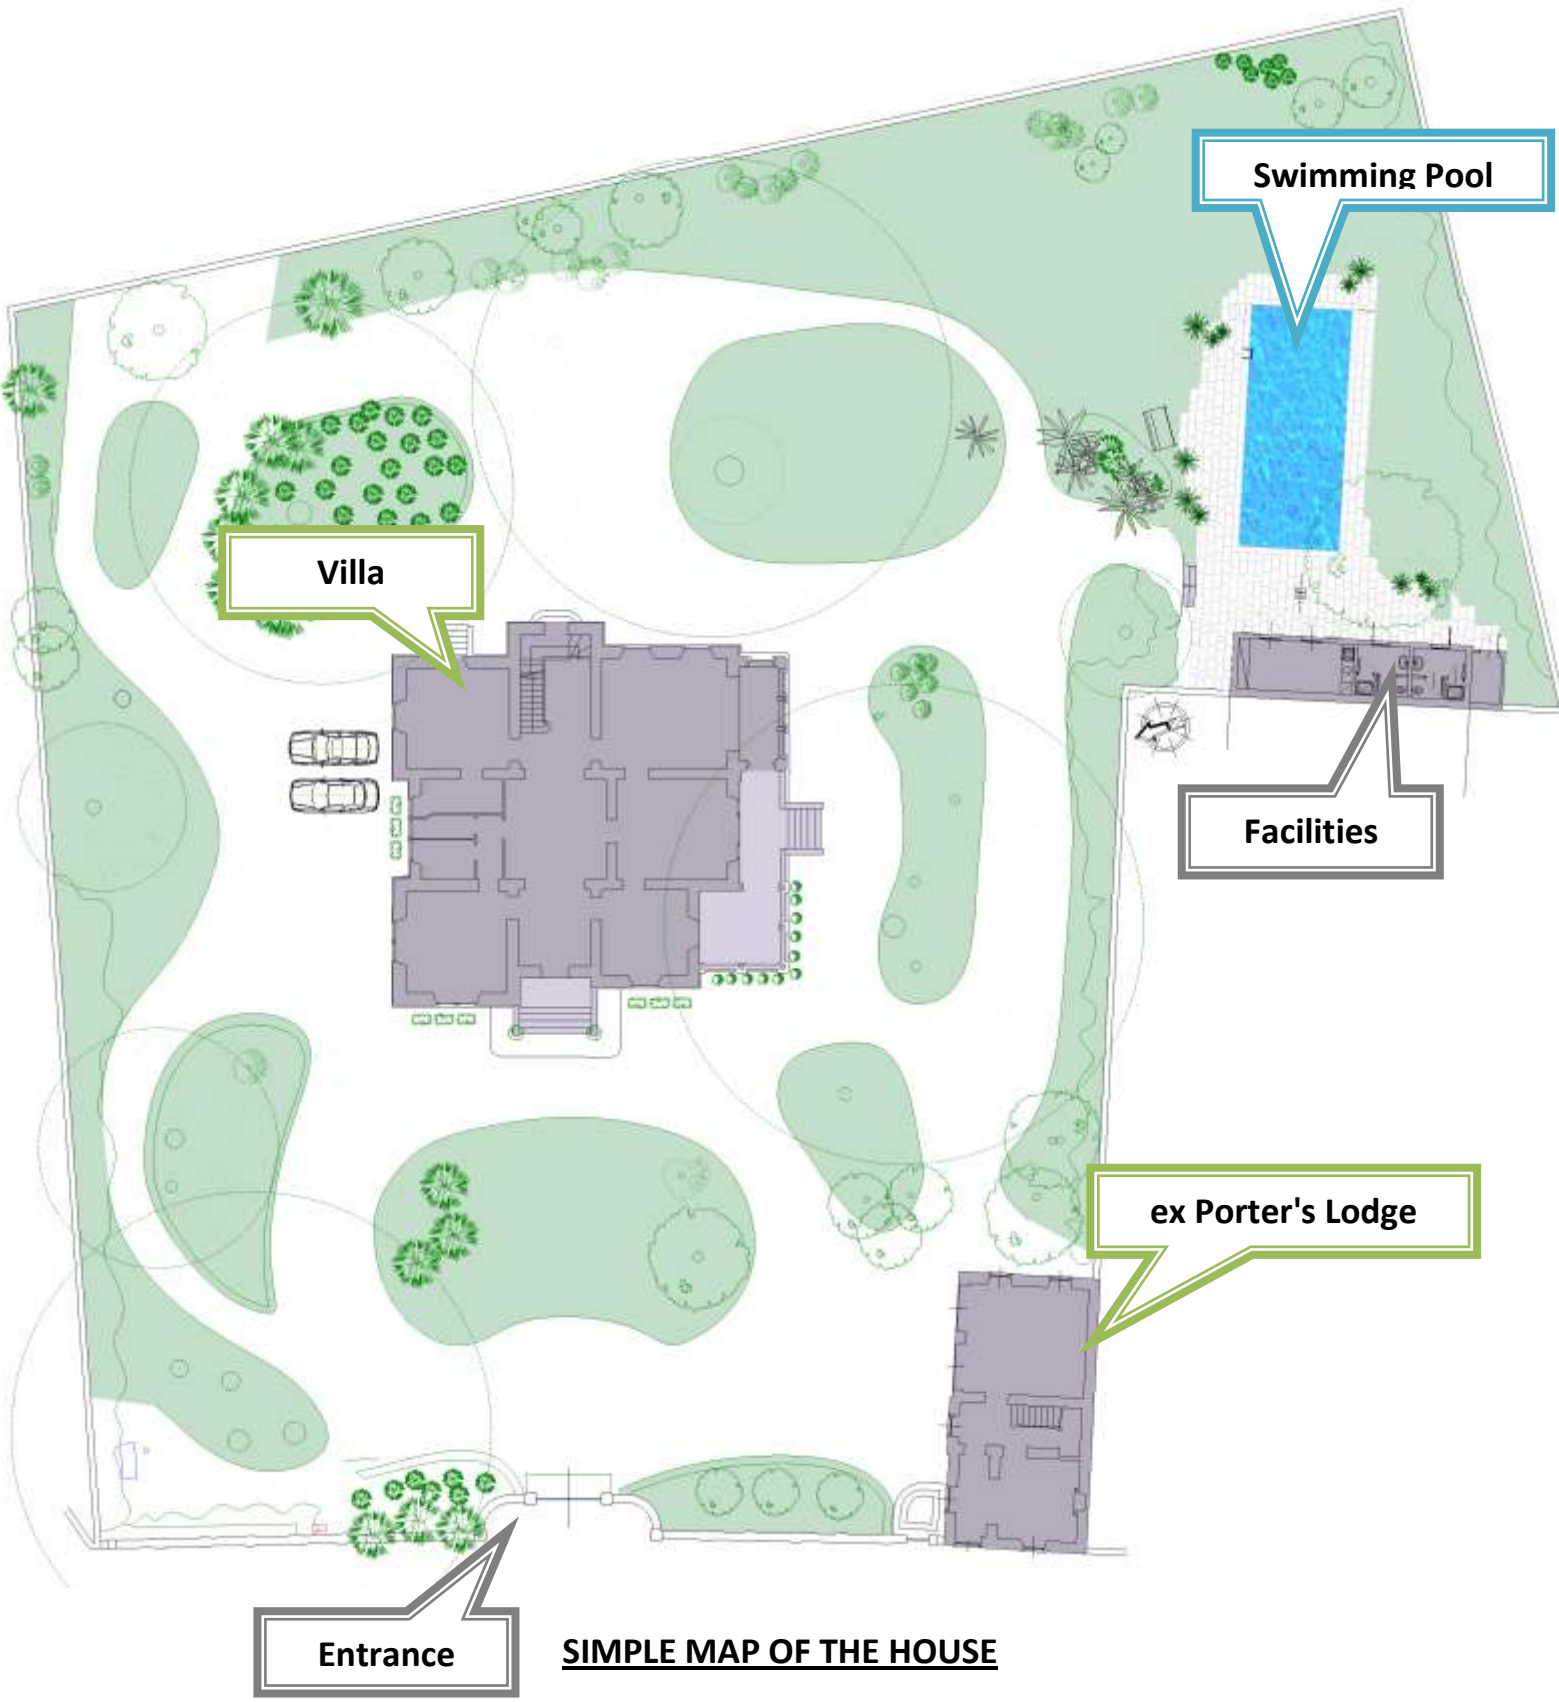 Swimming Pool
Villa
Facilities
ex Porter's Lodge
Entrance
SIMPLE MAP OF THE HOUSE